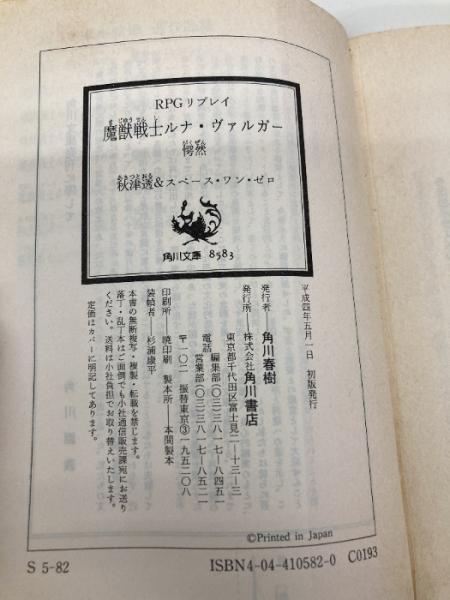 RPGリプレイ
魔獣戦士ルナ・ヴァルガー
愕然
秋津透&スペース・ワン・ゼロ
角川文庫 8583
平成四年五月一日 初版発行
発行者――角川春樹
発行所――株式会社角川書店
東京都千代田区富士見二―十三―三
電話 編集部(〇三)三八一七―八四五一
営業部(〇三)三八一七―八五二一
〒一〇二 振替東京③一九五二〇八
印刷所――暁印刷 製本所――本間製本
装幀者――杉浦康平
本書の無断複写・複製・転載を禁じます。
落丁・乱丁本はご面倒でも小社通信販売課宛にお送り
ください。送料は小社負担でお取り替えいたします。
定価はカバーに明記してあります。
©Printed in Japan
S 5-82
ISBN4-04-410582-0 C0193